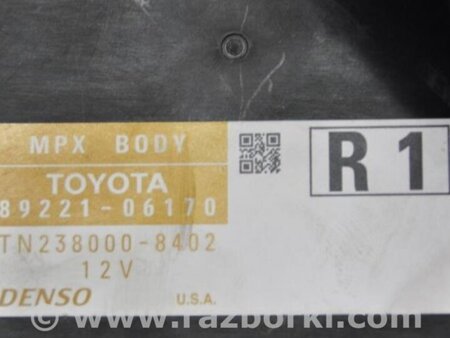 MPX BODY
TOYOTA
89221-06170
TN238000-8402
12V
DENSO U.S.A.
R1
www.razborki.com